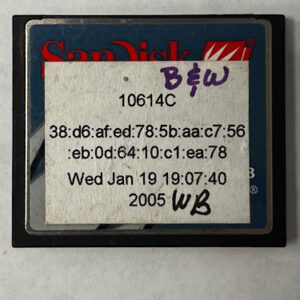 SanDisk
B&W
10614C
38:d6:af:ed:78:5b:aa:c7:56
:eb:0d:64:10:c1:ea:78
Wed Jan 19 19:07:40
2005 WB
B
®